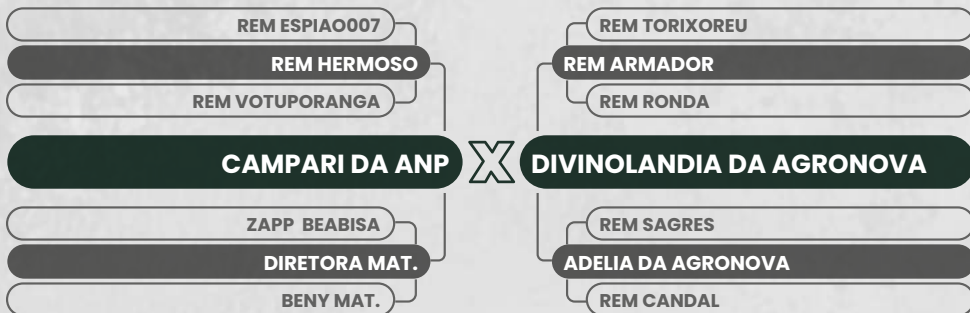 REM ESPIAO007
REM HERMOSO
REM VOTUPORANGA
CAMPARI DA ANP
ZAPP BEABISA
DIRETORA MAT.
BENY MAT.
X
REM TORIXOREU
REM ARMADOR
REM RONDA
DIVINOLANDIA DA AGRONOVA
REM SAGRES
ADELIA DA AGRONOVA
REM CANDAL